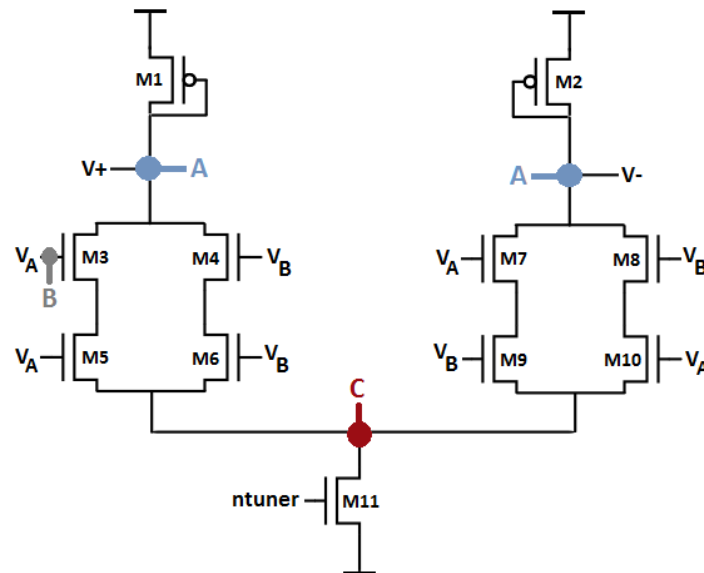 M1 M2
V+ A A V-
VA M3 M4 VB VA M7 M8 VB
B
VA M5 M6 VB VB M9 M10 VA
C
ntuner M11